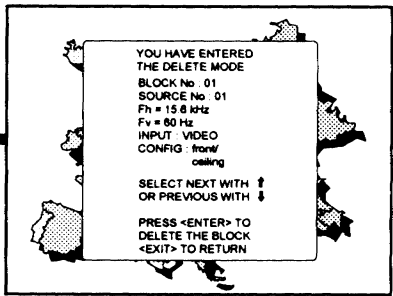 YOU HAVE ENTERED
THE DELETE MODE
BLOCK No : 01
SOURCE No : 01
Fh = 15.6 kHz
Fv = 60 Hz
INPUT : VIDEO
CONFIG : front/
ceiling
SELECT NEXT WITH ⬆
OR PREVIOUS WITH ⬇
PRESS <ENTER> TO
DELETE THE BLOCK
<EXIT> TO RETURN